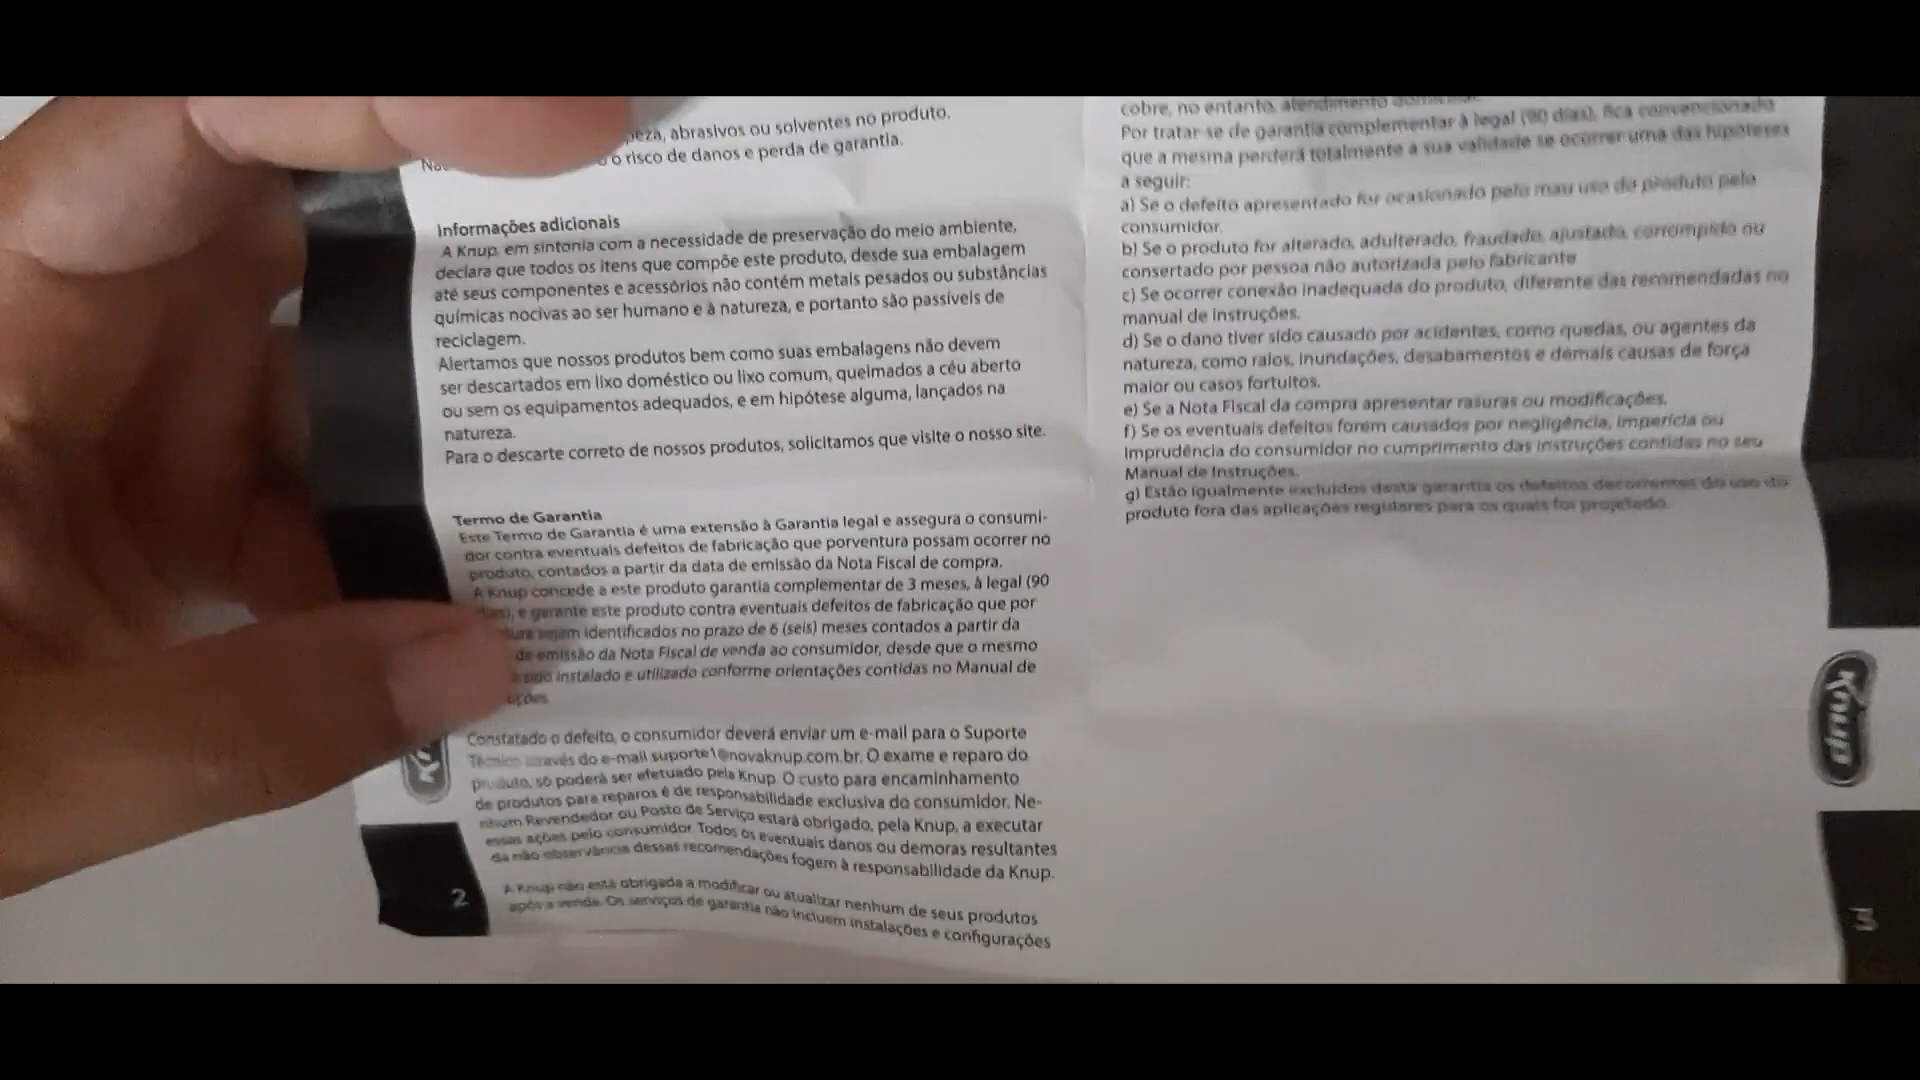 peza, abrasivos ou solventes no produto,
o risco de danos e perda de garantia.
Informações adicionais
A Knup, em sintonia com a necessidade de preservação do meio ambiente,
declara que todos os itens que compõe este produto, desde sua embalagem
até seus componentes e acessórios não contém metais pesados ou substâncias
químicas nocivas ao ser humano e à natureza, e portanto são passíveis de
reciclagem.
Alertamos que nossos produtos bem como suas embalagens não devem
ser descartados em lixo doméstico ou lixo comum, queimados a céu aberto
ou sem os equipamentos adequados, e em hipótese alguma, lançados na
natureza.
Para o descarte correto de nossos produtos, solicitamos que visite o nosso site.
Termo de Garantia
Este Termo de Garantia é uma extensão à Garantia legal e assegura o consumi-
dor contra eventuais defeitos de fabricação que porventura possam ocorrer no
produto, contados a partir da data de emissão da Nota Fiscal de compra.
A Knup concede a este produto garantia complementar de 3 meses, à legal (90
dias), e garante este produto contra eventuais defeitos de fabricação que por
tura sejam identificados no prazo de 6 (seis) meses contados a partir da
de emissão da Nota Fiscal de venda ao consumidor, desde que o mesmo
sido instalado e utilizado conforme orientações contidas no Manual de
uções.
Constatado o defeito, o consumidor deverá enviar um e-mail para o Suporte
Técnico através do e-mail suporte1@novaknup.com.br. O exame e reparo do
produto, só poderá ser efetuado pela Knup. O custo para encaminhamento
de produtos para reparos é de responsabilidade exclusiva do consumidor. Ne-
nhum Revendedor ou Posto de Serviço estará obrigado, pela Knup, a executar
essas ações pelo consumidor. Todos os eventuais danos ou demoras resultantes
da não observância dessas recomendações fogem à responsabilidade da Knup.
A Knup não está obrigada a modificar ou atualizar nenhum de seus produtos
após a venda. Os serviços de garantia não incluem instalações e configurações
2
cobre, no entanto, atendimento
Por tratar-se de garantia complementar à legal (90 dias), fica convencionado
que a mesma perderá totalmente a sua validade se ocorrer uma das hipóteses
a seguir:
a) Se o defeito apresentado for ocasionado pelo mau uso do produto pelo
consumidor.
b) Se o produto for alterado, adulterado, fraudado, ajustado, corrompido ou
consertado por pessoa não autorizada pelo fabricante
c) Se ocorrer conexão inadequada do produto, diferente das recomendadas no
manual de instruções.
d) Se o dano tiver sido causado por acidentes, como quedas, ou agentes da
natureza, como raios, inundações, desabamentos e demais causas de força
maior ou casos fortuitos.
e) Se a Nota Fiscal da compra apresentar rasuras ou modificações.
f) Se os eventuais defeitos forem causados por negligência, imperícia ou
imprudência do consumidor no cumprimento das instruções contidas no seu
Manual de Instruções.
g) Estão igualmente excluídos desta garantia os defeitos decorrentes do uso do
produto fora das aplicações regulares para os quais foi projetado.
Knup
3